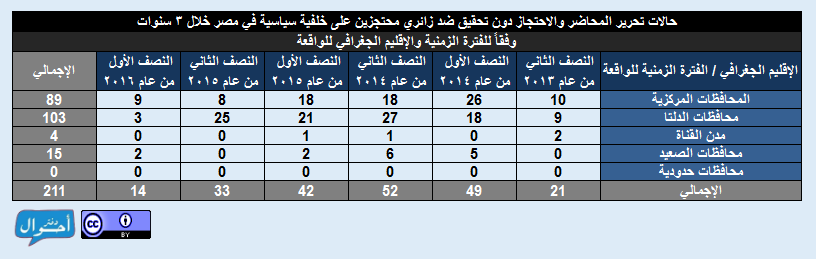 حالات تحرير المحاضر والاحتجاز دون تحقيق ضد زائري محتجزين على خلفية سياسية في مصر خلال ٣ سنوات
وفقاً للفترة الزمنية والإقليم الجغرافي للواقعة
الإقليم الجغرافي / الفترة الزمنية للواقعة النصف الثاني من عام ٢٠١٣ النصف الأول من عام ٢٠١٤ النصف الثاني من عام ٢٠١٤ النصف الأول من عام ٢٠١٥ النصف الثاني من عام ٢٠١٥ النصف الأول من عام ٢٠١٦ الإجمالي
المحافظات المركزية 10 26 18 18 8 9 89
محافظات الدلتا 9 18 27 21 25 3 103
مدن القناة 2 0 1 1 0 0 4
محافظات الصعيد 0 5 6 2 0 2 15
محافظات حدودية 0 0 0 0 0 0 0
الإجمالي 21 49 52 42 33 14 211
دفتر أحوال
cc BY